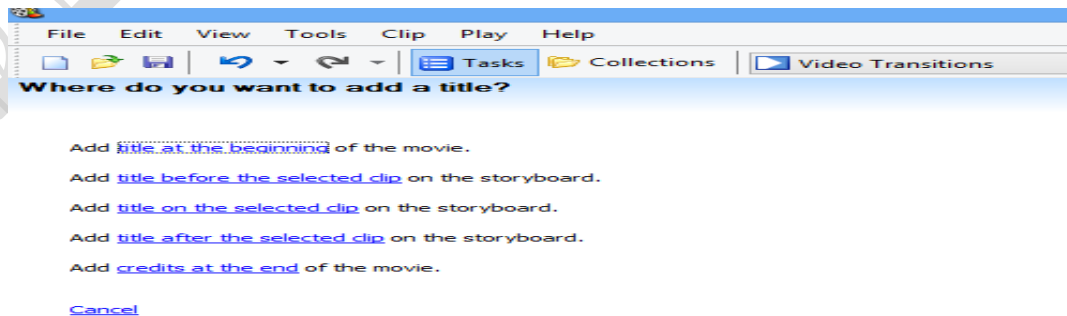 File Edit View Tools Clip Play Help
Tasks Collections Video Transitions
Where do you want to add a title?
Add title at the beginning of the movie.
Add title before the selected clip on the storyboard.
Add title on the selected clip on the storyboard.
Add title after the selected clip on the storyboard.
Add credits at the end of the movie.
Cancel